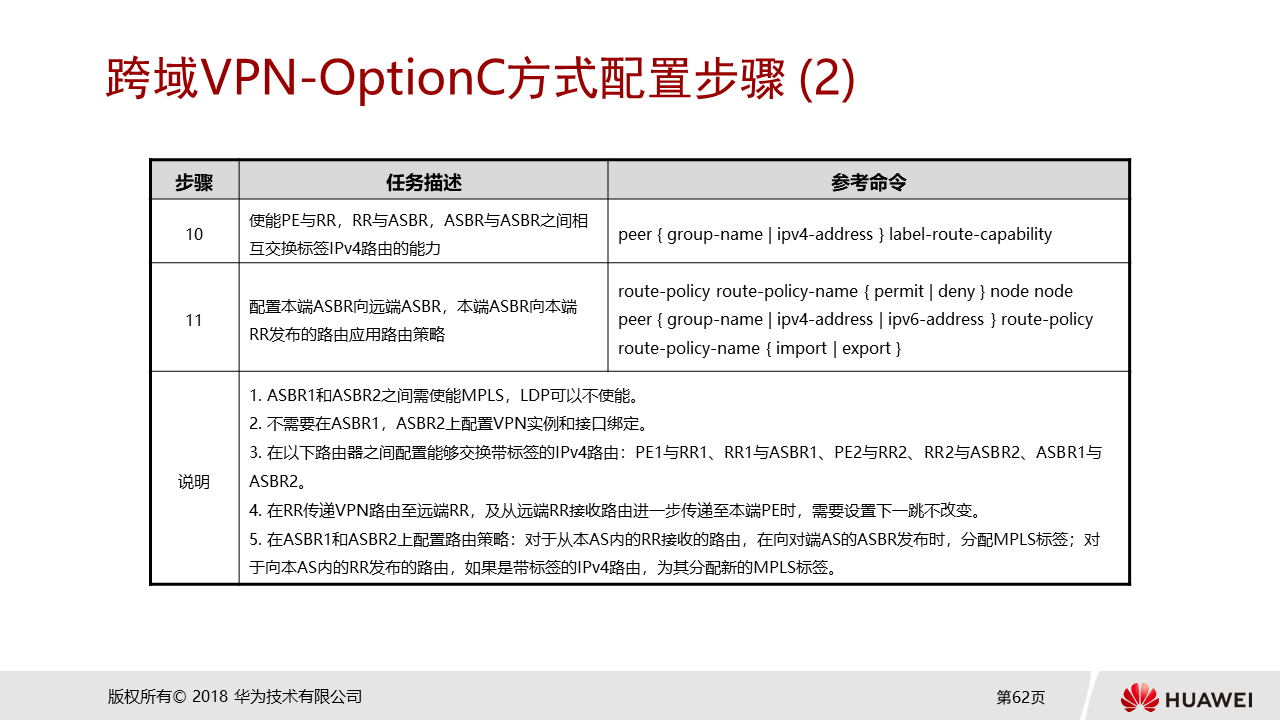 跨域VPN-OptionC方式配置步骤 (2)
步骤
任务描述
参考命令
10
使能PE与RR，RR与ASBR，ASBR与ASBR之间相
互交换标签IPv4路由的能力
peer { group-name | ipv4-address } label-route-capability
11
配置本端ASBR向远端ASBR，本端ASBR向本端
RR发布的路由应用路由策略
route-policy route-policy-name { permit | deny } node node
peer { group-name | ipv4-address | ipv6-address } route-policy
route-policy-name { import | export }
说明
1. ASBR1和ASBR2之间需使能MPLS，LDP可以不使能。
2. 不需要在ASBR1，ASBR2上配置VPN实例和接口绑定。
3. 在以下路由器之间配置能够交换带标签的IPv4路由：PE1与RR1、RR1与ASBR1、PE2与RR2、RR2与ASBR2、ASBR1与
ASBR2。
4. 在RR传递VPN路由至远端RR，及从远端RR接收路由进一步传递至本端PE时，需要设置下一跳不改变。
5. 在ASBR1和ASBR2上配置路由策略：对于从本AS内的RR接收的路由，在向对端AS的ASBR发布时，分配MPLS标签；对
于向本AS内的RR发布的路由，如果是带标签的IPv4路由，为其分配新的MPLS标签。
版权所有© 2018 华为技术有限公司
第62页
HUAWEI